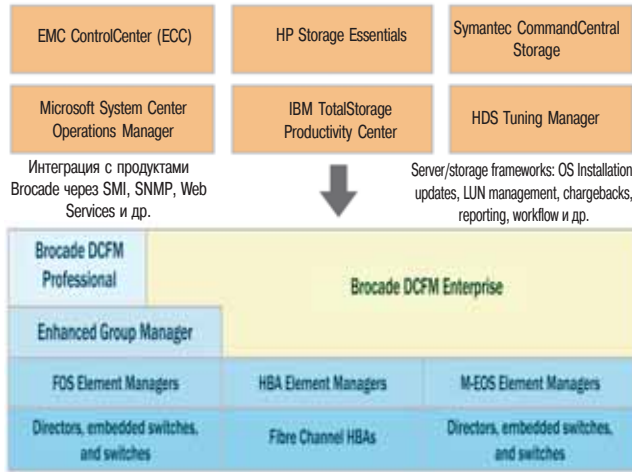 EMC ControlCenter (ECC)
HP Storage Essentials
Symantec CommandCentral
Storage
Microsoft System Center
Operations Manager
IBM TotalStorage
Productivity Center
HDS Tuning Manager
Интеграция с продуктами
Brocade через SMI, SNMP, Web
Services и др.
Server/storage frameworks: OS Installation
updates, LUN management, chargebacks,
reporting, workflow и др.
Brocade DCFM
Professional
Brocade DCFM Enterprise
Enhanced Group Manager
FOS Element Managers
HBA Element Managers
M-EOS Element Managers
Directors, embedded switches,
and switches
Fibre Channel HBAs
Directors, embedded switches,
and switches